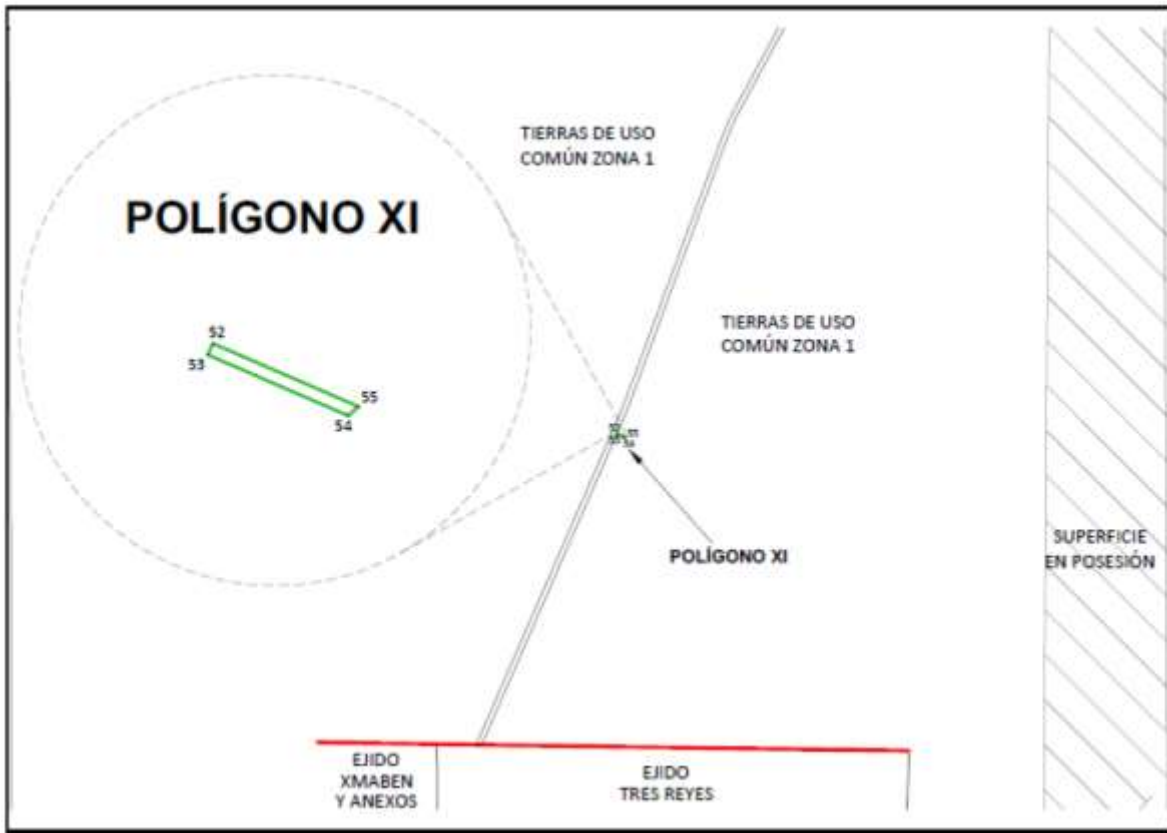 TIERRAS DE USO
COMÚN ZONA 1
POLÍGONO XI
52
53
55
54
TIERRAS DE USO
COMÚN ZONA 1
POLÍGONO XI
SUPERFICIE
EN POSESIÓN
EJIDO
XMABEN
Y ANEXOS
EJIDO
TRES REYES